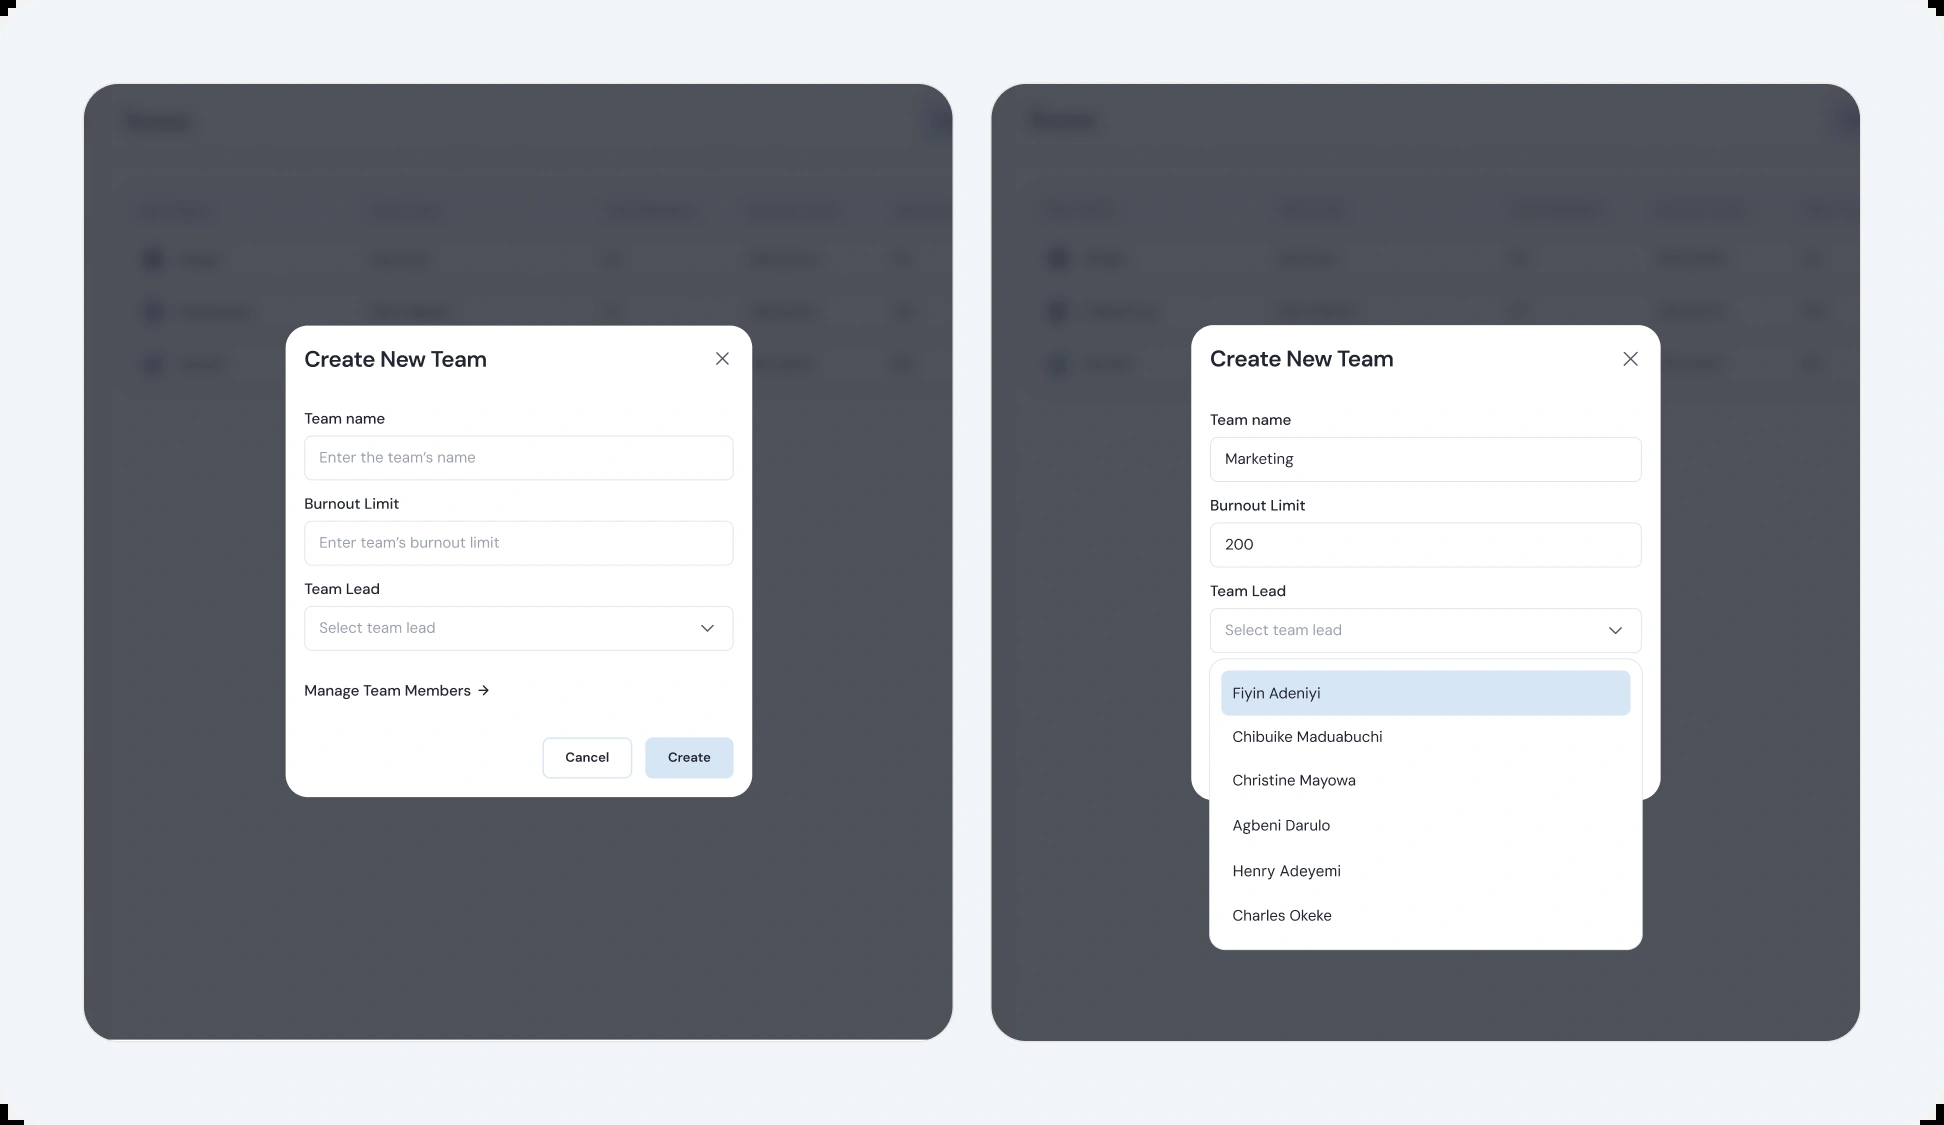 Create New Team
Team name
Enter the team's name
Burnout Limit
Enter team's burnout limit
Team Lead
Select team lead
Manage Team Members →
Cancel
Create
Create New Team
Team name
Marketing
Burnout Limit
200
Team Lead
Select team lead
Fiyin Adeniyi
Chibuike Maduabuchi
Christine Mayowa
Agbeni Darulo
Henry Adeyemi
Charles Okeke